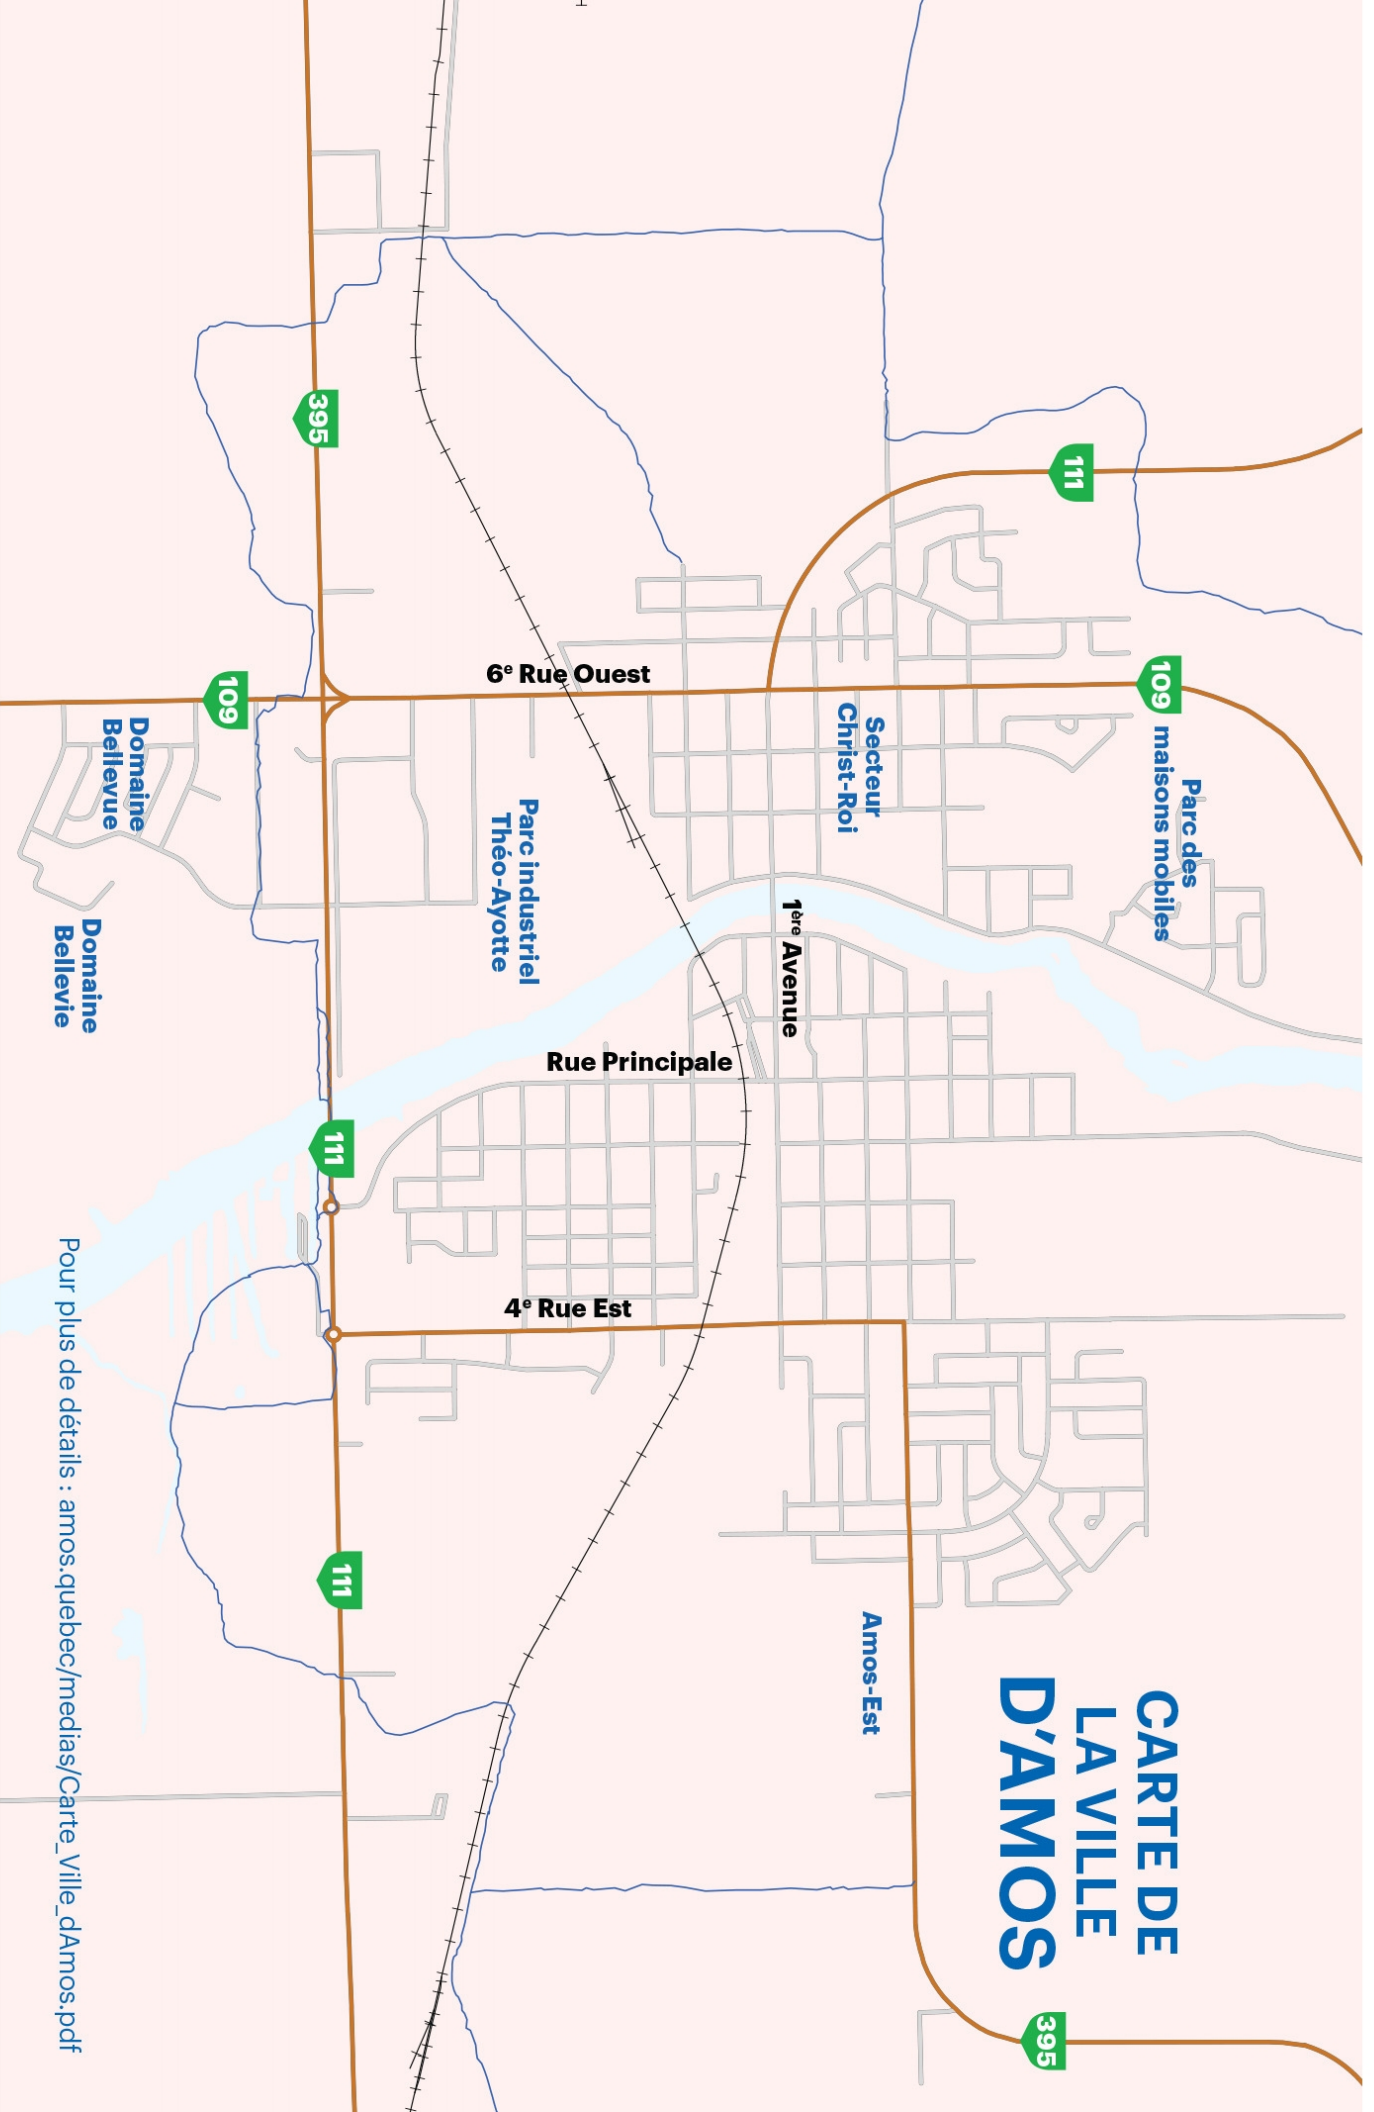 CARTE DE
LA VILLE
D'AMOS
395
111
109
Parc des
maisons mobiles
Secteur
Christ-Roi
6e Rue Ouest
109
Domaine
Bellevue
Domaine
Bellevie
Parc industriel
Théo-Ayotte
1ère Avenue
Rue Principale
111
4e Rue Est
111
Amos-Est
395
Pour plus de détails : amos.quebec/medias/Carte_Ville_dAmos.pdf